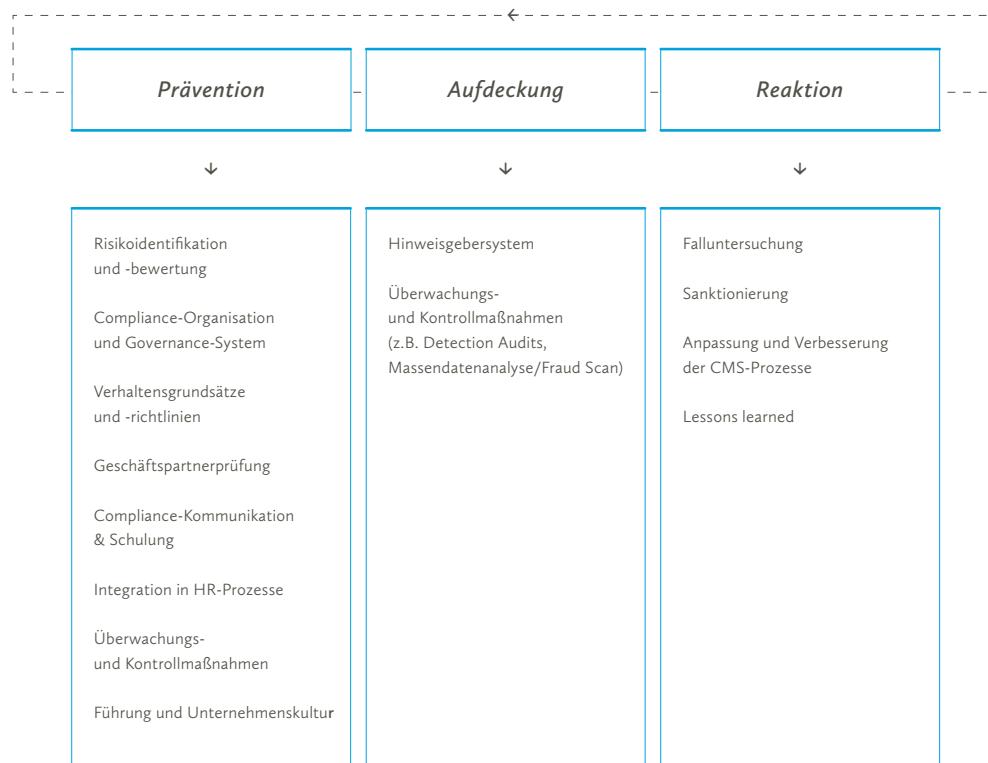 Prävention
Aufdeckung
Reaktion
Risikoidentifikation
und -bewertung
Compliance-Organisation
und Governance-System
Verhaltensgrundsätze
und -richtlinien
Geschäftspartnerprüfung
Compliance-Kommunikation
& Schulung
Integration in HR-Prozesse
Überwachungs-
und Kontrollmaßnahmen
Führung und Unternehmenskultur
Hinweisgebersystem
Überwachungs-
und Kontrollmaßnahmen
(z.B. Detection Audits,
Massendatenanalyse/Fraud Scan)
Falluntersuchung
Sanktionierung
Anpassung und Verbesserung
der CMS-Prozesse
Lessons learned